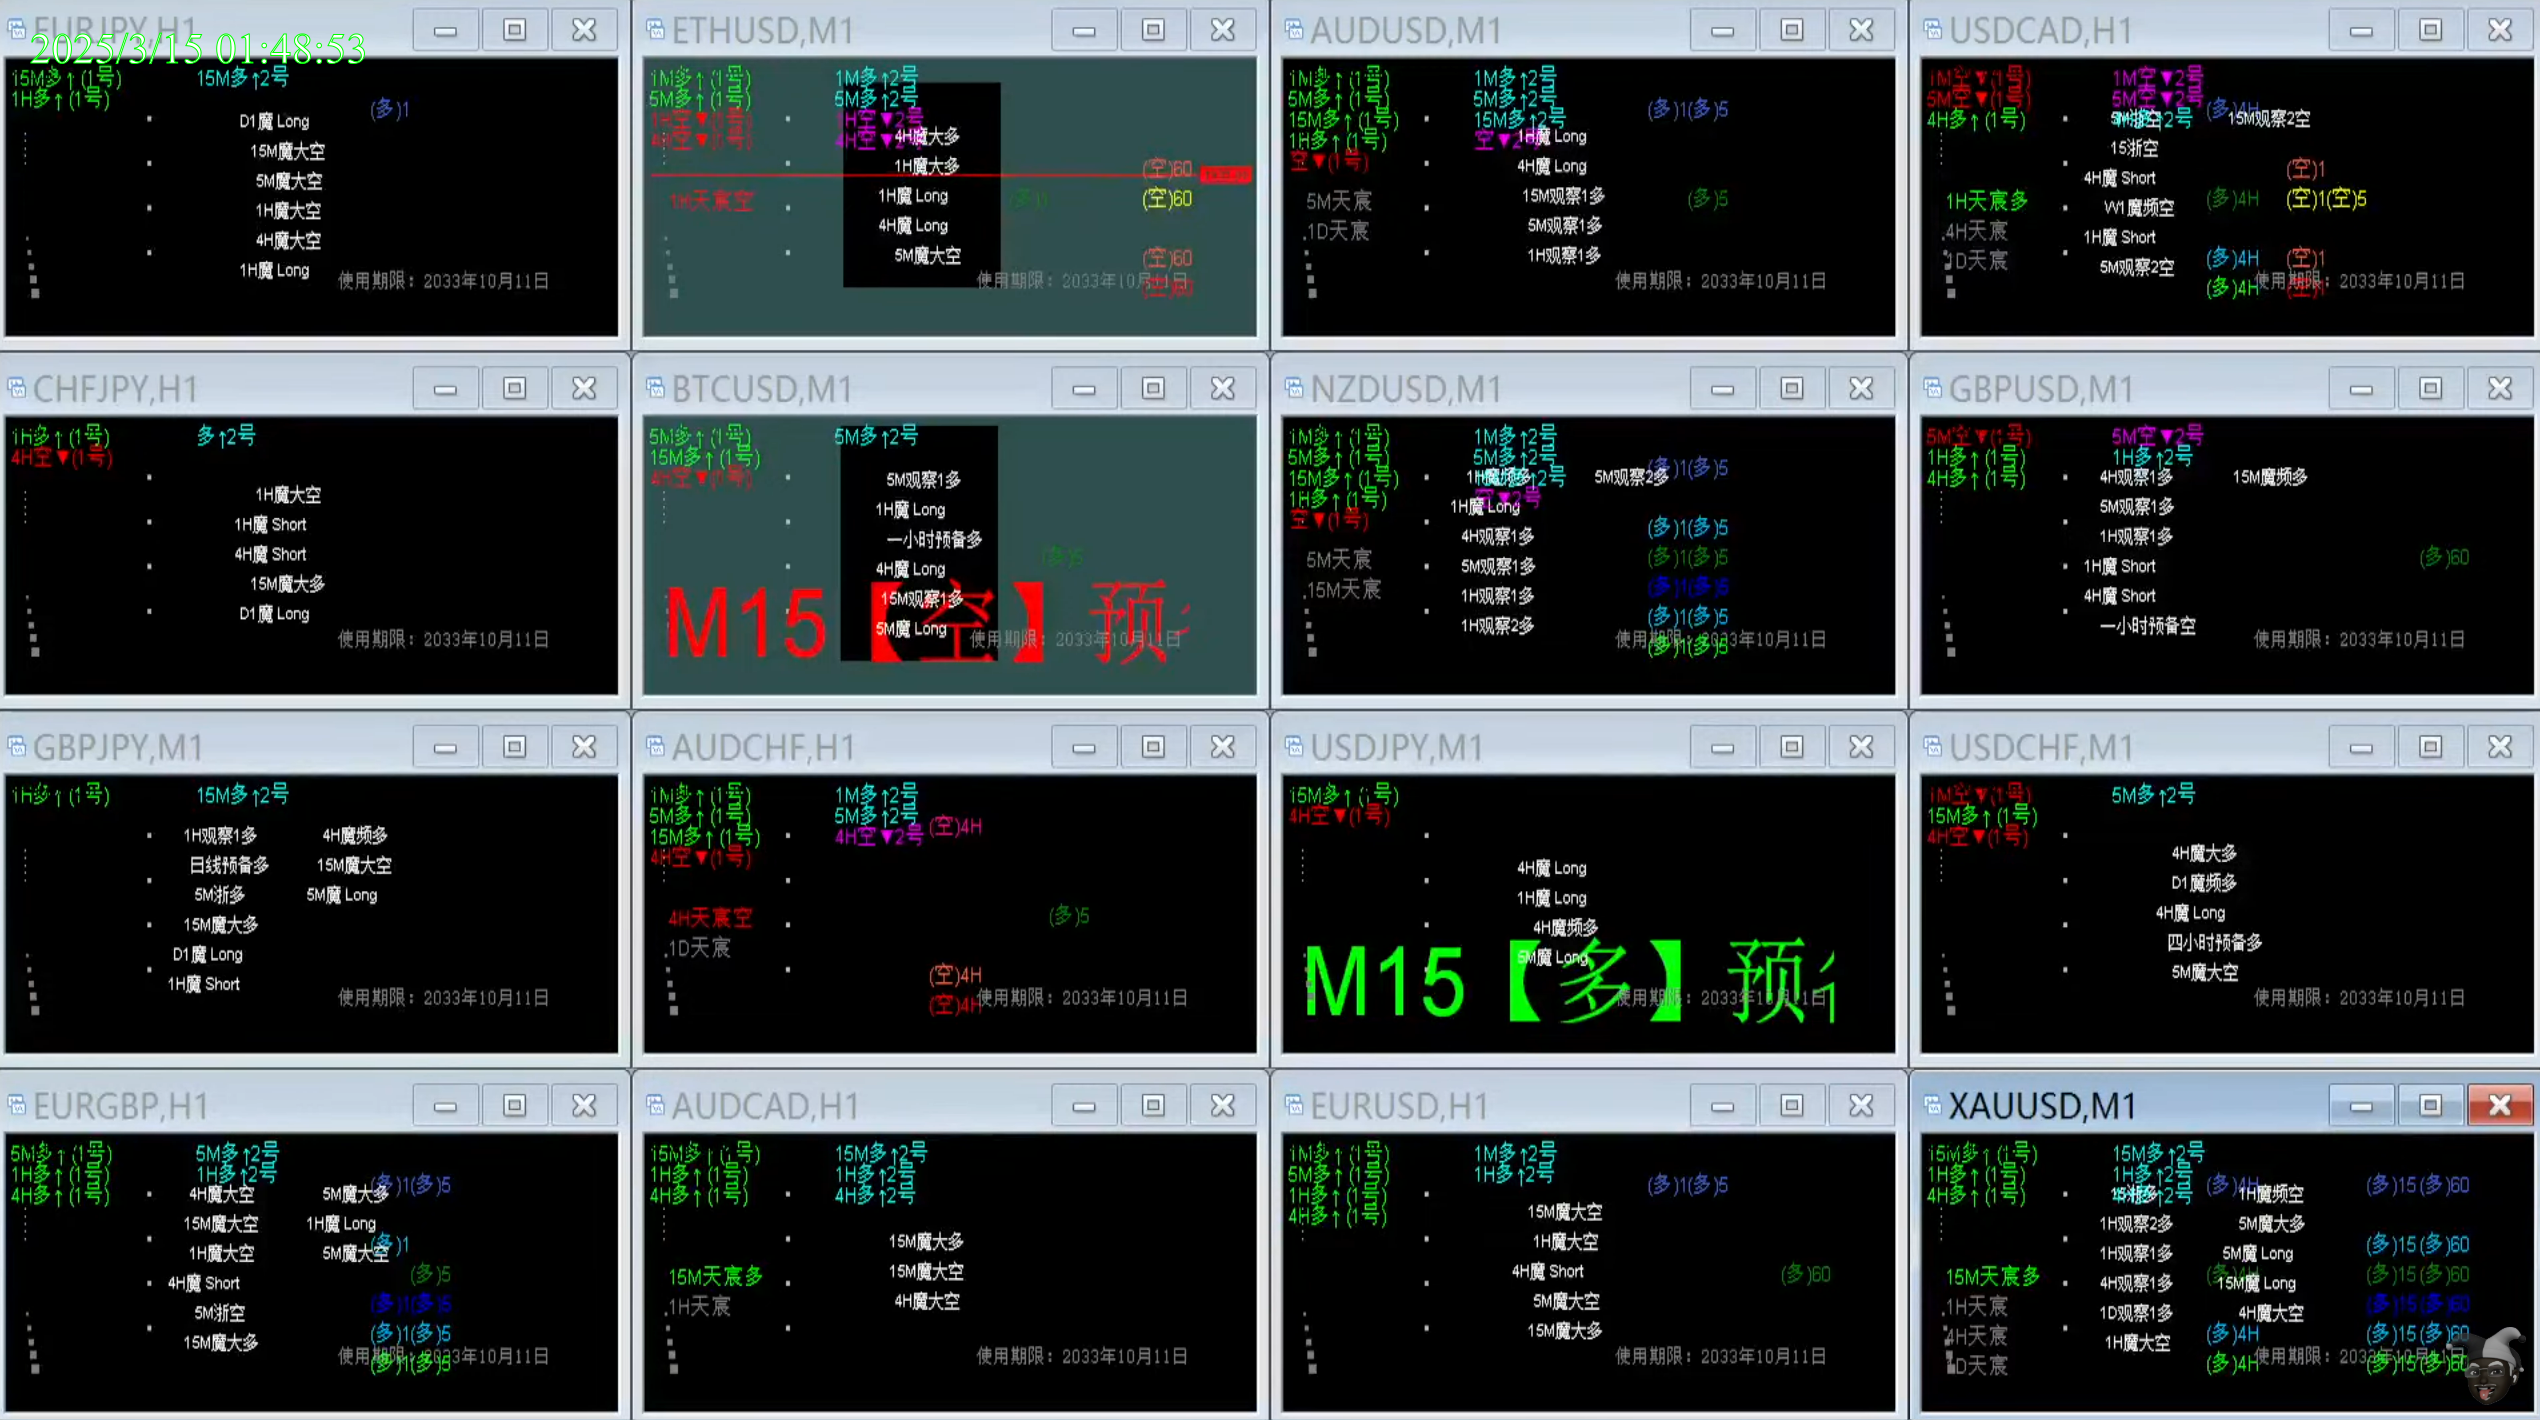 EURJPY,H1
2025/3/15 01:48:53
15M多↑(1号) 15M多↑2号
1H多↑(1号)
(多)1
D1魔 Long
15M魔大空
5M魔大空
1H魔大空
4H魔大空
1H魔 Long
使用期限：2033年10月11日
ETHUSD,M1
1M多↑(1号) 1M多↑2号
5M多↑(1号) 5M多↑2号
1H空▼(1号) 1H空▼2号
4H空▼(1号) 4H空▼2号
4H魔大多
1H魔大多
(空)60
1H天宸空
1H魔 Long
(空)60
4H魔 Long
5M魔大空
(空)60
使用期限：2033年10月11日
AUDUSD,M1
1M多↑(1号) 1M多↑2号
5M多↑(1号) 5M多↑2号
(多)1(多)5
15M多↑(1号) 15M多↑2号
1H多↑(1号)
1H魔 Long
空▼(1号)
4H魔 Long
5M天宸
15M观察1多
(多)5
1D天宸
5M观察1多
1H观察1多
使用期限：2033年10月11日
USDCAD,H1
1M空▼(1号) 1M空▼2号
5M空▼(1号) 5M空▼2号
(多)4H
4H多↑(1号)
15M观察2空
15浙空
(空)1
4H魔 Short
1H天宸多
W1魔频空
(多)4H (空)1(空)5
4H天宸
1H魔 Short
1D天宸
5M观察2空
(多)4H (空)1
(多)4H
使用期限：2033年10月11日
CHFJPY,H1
1H多↑(1号) 多↑2号
4H空▼(1号)
1H魔大空
1H魔 Short
4H魔 Short
15M魔大多
D1魔 Long
使用期限：2033年10月11日
BTCUSD,M1
5M多↑(1号) 5M多↑2号
15M多↑(1号)
4H空▼(1号)
5M观察1多
1H魔 Long
一小时预备多
(多)5
4H魔 Long
15M观察1多
M15【空】预
5M魔 Long
使用期限：2033年10月11日
NZDUSD,M1
1M多↑(1号) 1M多↑2号
5M多↑(1号) 5M多↑2号
(多)1(多)5
15M多↑(1号)
1H魔频多 5M观察2多
1H多↑(1号)
1H魔 Long
空▼(1号)
4H观察1多
(多)1(多)5
5M天宸
5M观察1多
(多)1(多)5
15M天宸
1H观察1多
(多)1(多)5
1H观察2多
(多)1(多)5
(多)1(多)5
使用期限：2033年10月11日
GBPUSD,M1
5M空▼(1号) 5M空▼2号
1H多↑(1号) 1H多↑2号
4H多↑(1号)
4H观察1多 15M魔频多
5M观察1多
1H观察1多
(多)60
1H魔 Short
4H魔 Short
一小时预备空
使用期限：2033年10月11日
GBPJPY,M1
1H多↑(1号) 15M多↑2号
1H观察1多 4H魔频多
日线预备多 15M魔大空
5M浙多 5M魔 Long
15M魔大多
D1魔 Long
1H魔 Short
使用期限：2033年10月11日
AUDCHF,H1
1M多↑(1号) 1M多↑2号
5M多↑(1号) 5M多↑2号
15M多↑(1号) 4H空▼2号 (空)4H
4H空▼(1号)
4H天宸空
(多)5
1D天宸
(空)4H
(空)4H
使用期限：2033年10月11日
USDJPY,M1
15M多↑(1号)
4H空▼(1号)
4H魔 Long
1H魔 Long
4H魔频多
5M魔 Long
M15【多】预
使用期限：2033年10月11日
USDCHF,M1
1M空▼(1号) 5M多↑2号
15M多↑(1号)
4H空▼(1号)
4H魔大多
D1魔频多
4H魔 Long
四小时预备多
5M魔大空
使用期限：2033年10月11日
EURGBP,H1
5M多↑(1号) 5M多↑2号
1H多↑(1号) 1H多↑2号
4H多↑(1号)
(多)1(多)5
4H魔大空 5M魔大多
15M魔大空 1H魔 Long
(多)1
1H魔大空 5M魔大空
(多)5
4H魔 Short
(多)1(多)5
5M浙空
(多)1(多)5
15M魔大多
(多)1(多)5
使用期限：2033年10月11日
AUDCAD,H1
15M多↑(1号) 15M多↑2号
1H多↑(1号) 1H多↑2号
4H多↑(1号) 4H多↑2号
15M魔大多
15M天宸多
15M魔大空
1H天宸
4H魔大空
使用期限：2033年10月11日
EURUSD,H1
1M多↑(1号) 1M多↑2号
5M多↑(1号) 1H多↑2号
(多)1(多)5
1H多↑(1号)
4H多↑(1号)
15M魔大空
1H魔大空
4H魔 Short
(多)60
5M魔大空
15M魔大多
使用期限：2033年10月11日
XAUUSD,M1
15M多↑(1号) 15M多↑2号
1H多↑(1号) 1H多↑2号
(多)4H (多)15(多)60
4H多↑(1号)
1H魔频空
1H观察2多 5M魔大多
(多)15(多)60
1H观察1多 5M魔 Long
15M天宸多
(多)15(多)60
4H观察1多 15M魔 Long
1H天宸
(多)15(多)60
1D观察1多 4H魔大空
4H天宸
(多)4H (多)15(多)60
1H魔大空
1D天宸
(多)4H (多)15(多)60
使用期限：2033年10月11日